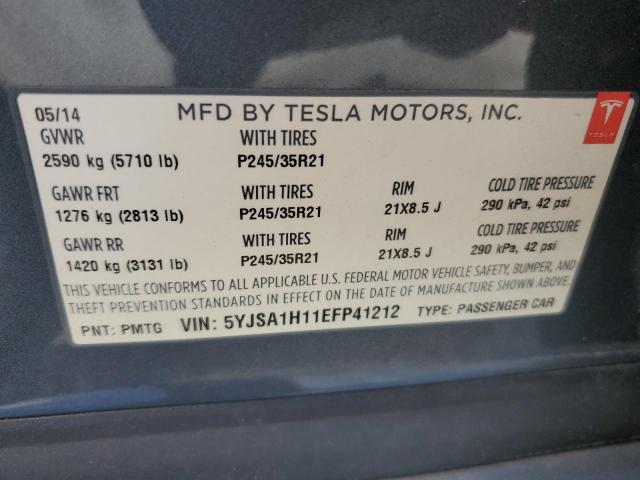 05/14 MFD BY TESLA MOTORS, INC.
TESLA
GVWR WITH TIRES
2590 kg (5710 lb) P245/35R21
GAWR FRT WITH TIRES RIM COLD TIRE PRESSURE
1276 kg (2813 lb) P245/35R21 21X8.5 J 290 kPa, 42 psi
GAWR RR WITH TIRES RIM COLD TIRE PRESSURE
1420 kg (3131 lb) P245/35R21 21X8.5 J 290 kPa, 42 psi
THIS VEHICLE CONFORMS TO ALL APPLICABLE U.S. FEDERAL MOTOR VEHICLE SAFETY, BUMPER, AND
THEFT PREVENTION STANDARDS IN EFFECT ON THE DATE OF MANUFACTURE SHOWN ABOVE.
PNT: PMTG VIN: 5YJSA1H11EFP41212 TYPE: PASSENGER CAR